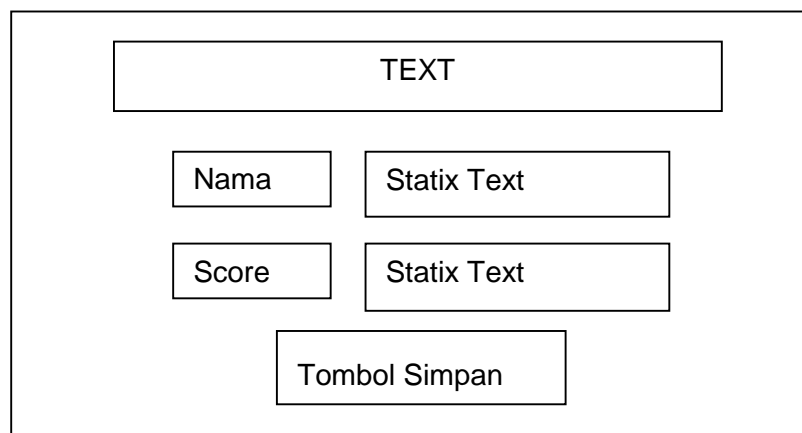 TEXT
Nama
Statix Text
Score
Statix Text
Tombol Simpan